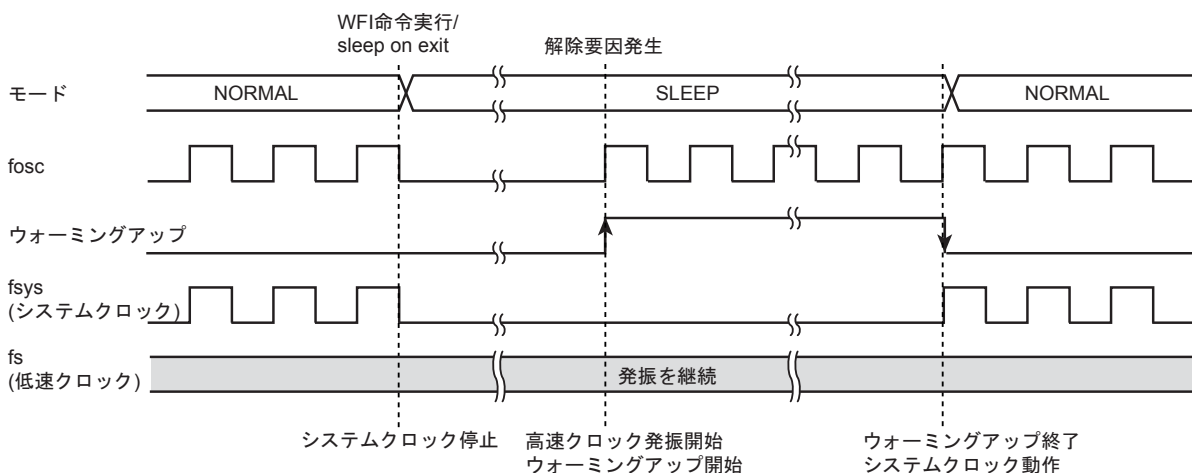 WFI命令実行/
sleep on exit
解除要因発生
モード
NORMAL
SLEEP
NORMAL
fosc
ウォーミングアップ
fsys
(システムクロック)
fs
(低速クロック)
発振を継続
システムクロック停止
高速クロック発振開始
ウォーミングアップ開始
ウォーミングアップ終了
システムクロック動作